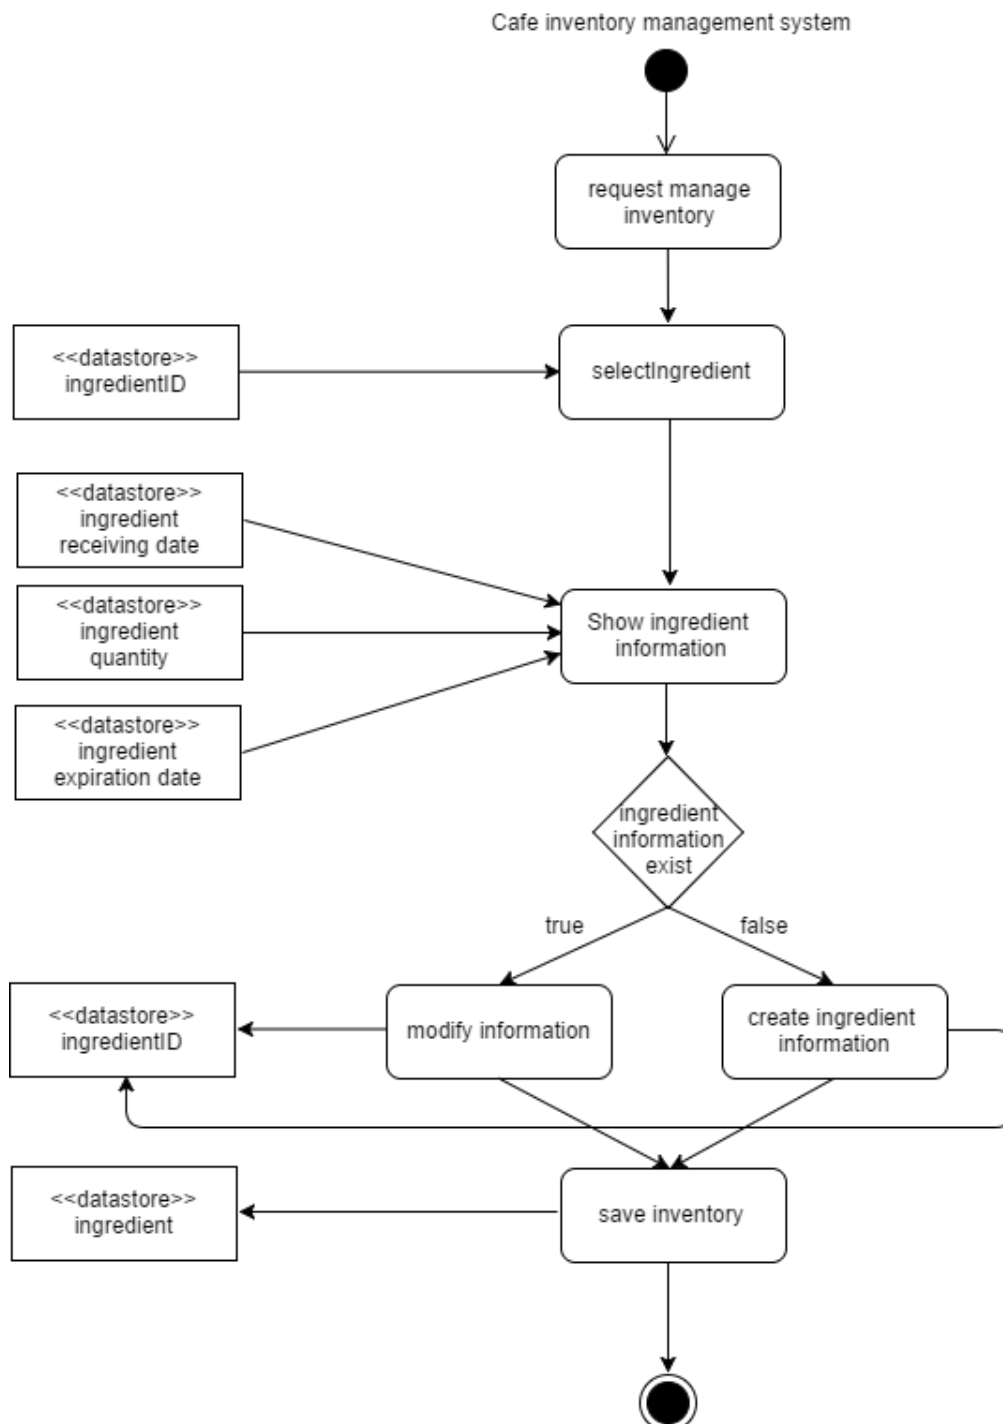 Cafe inventory management system
request manage
inventory
<<datastore>>
ingredientID
selectIngredient
<<datastore>>
ingredient
receiving date
<<datastore>>
ingredient
quantity
Show ingredient
information
<<datastore>>
ingredient
expiration date
ingredient
information
exist
true
false
<<datastore>>
ingredientID
modify information
create ingredient
information
<<datastore>>
ingredient
save inventory